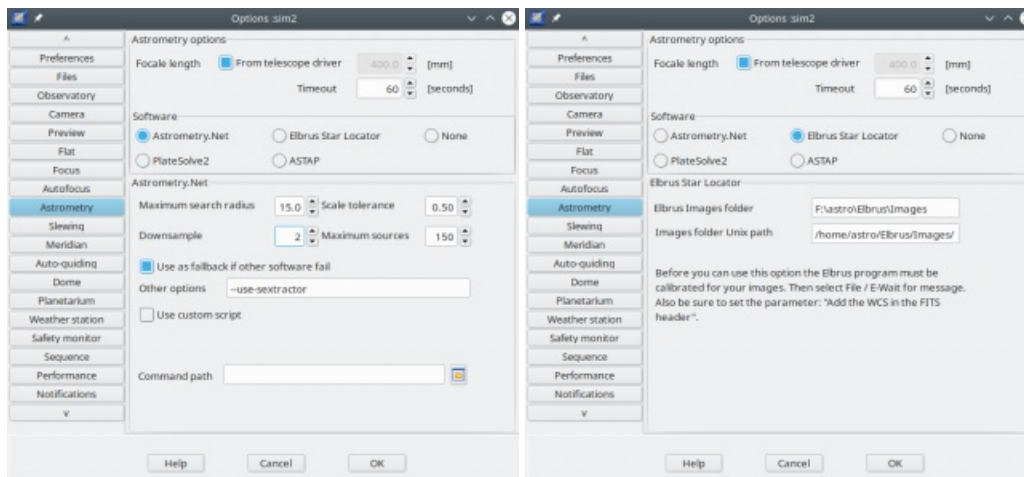 Options :sim2
Preferences
Files
Observatory
Camera
Preview
Flat
Focus
Autofocus
Astrometry
Slewing
Meridian
Auto-guiding
Dome
Planetarium
Weather station
Safety monitor
Sequence
Performance
Notifications
Astrometry options
Focale length From telescope driver 400.0 [mm]
Timeout 60 [seconds]
Software
Astrometry.Net Elbrus Star Locator None
PlateSolve2 ASTAP
Astrometry.Net
Maximum search radius 15.0 Scale tolerance 0.50
Downsample 2 Maximum sources 150
Use as fallback if other software fail
Other options --use-sextractor
Use custom script
Command path
Help Cancel OK
Options :sim2
Preferences
Files
Observatory
Camera
Preview
Flat
Focus
Autofocus
Astrometry
Slewing
Meridian
Auto-guiding
Dome
Planetarium
Weather station
Safety monitor
Sequence
Performance
Notifications
Astrometry options
Focale length From telescope driver 400.0 [mm]
Timeout 60 [seconds]
Software
Astrometry.Net Elbrus Star Locator None
PlateSolve2 ASTAP
Elbrus Star Locator
Elbrus Images folder F:\astro\Elbrus\Images
Images folder Unix path /home/astro/Elbrus/Images/
Before you can use this option the Elbrus program must be
calibrated for your images. Then select File / E-Wait for message.
Also be sure to set the parameter: "Add the WCS in the FITS
header".
Help Cancel OK